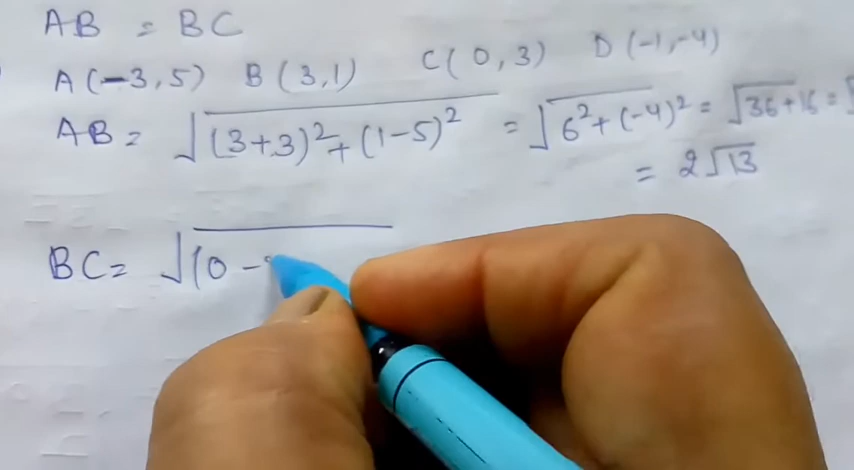 AB = BC
A(-3,5) B(3,1) C(0,3) D(-1,-4)
AB = √(3+3)²+(1-5)² = √6²+(-4)² = √36+16 =
= 2√13
BC = √(0 -